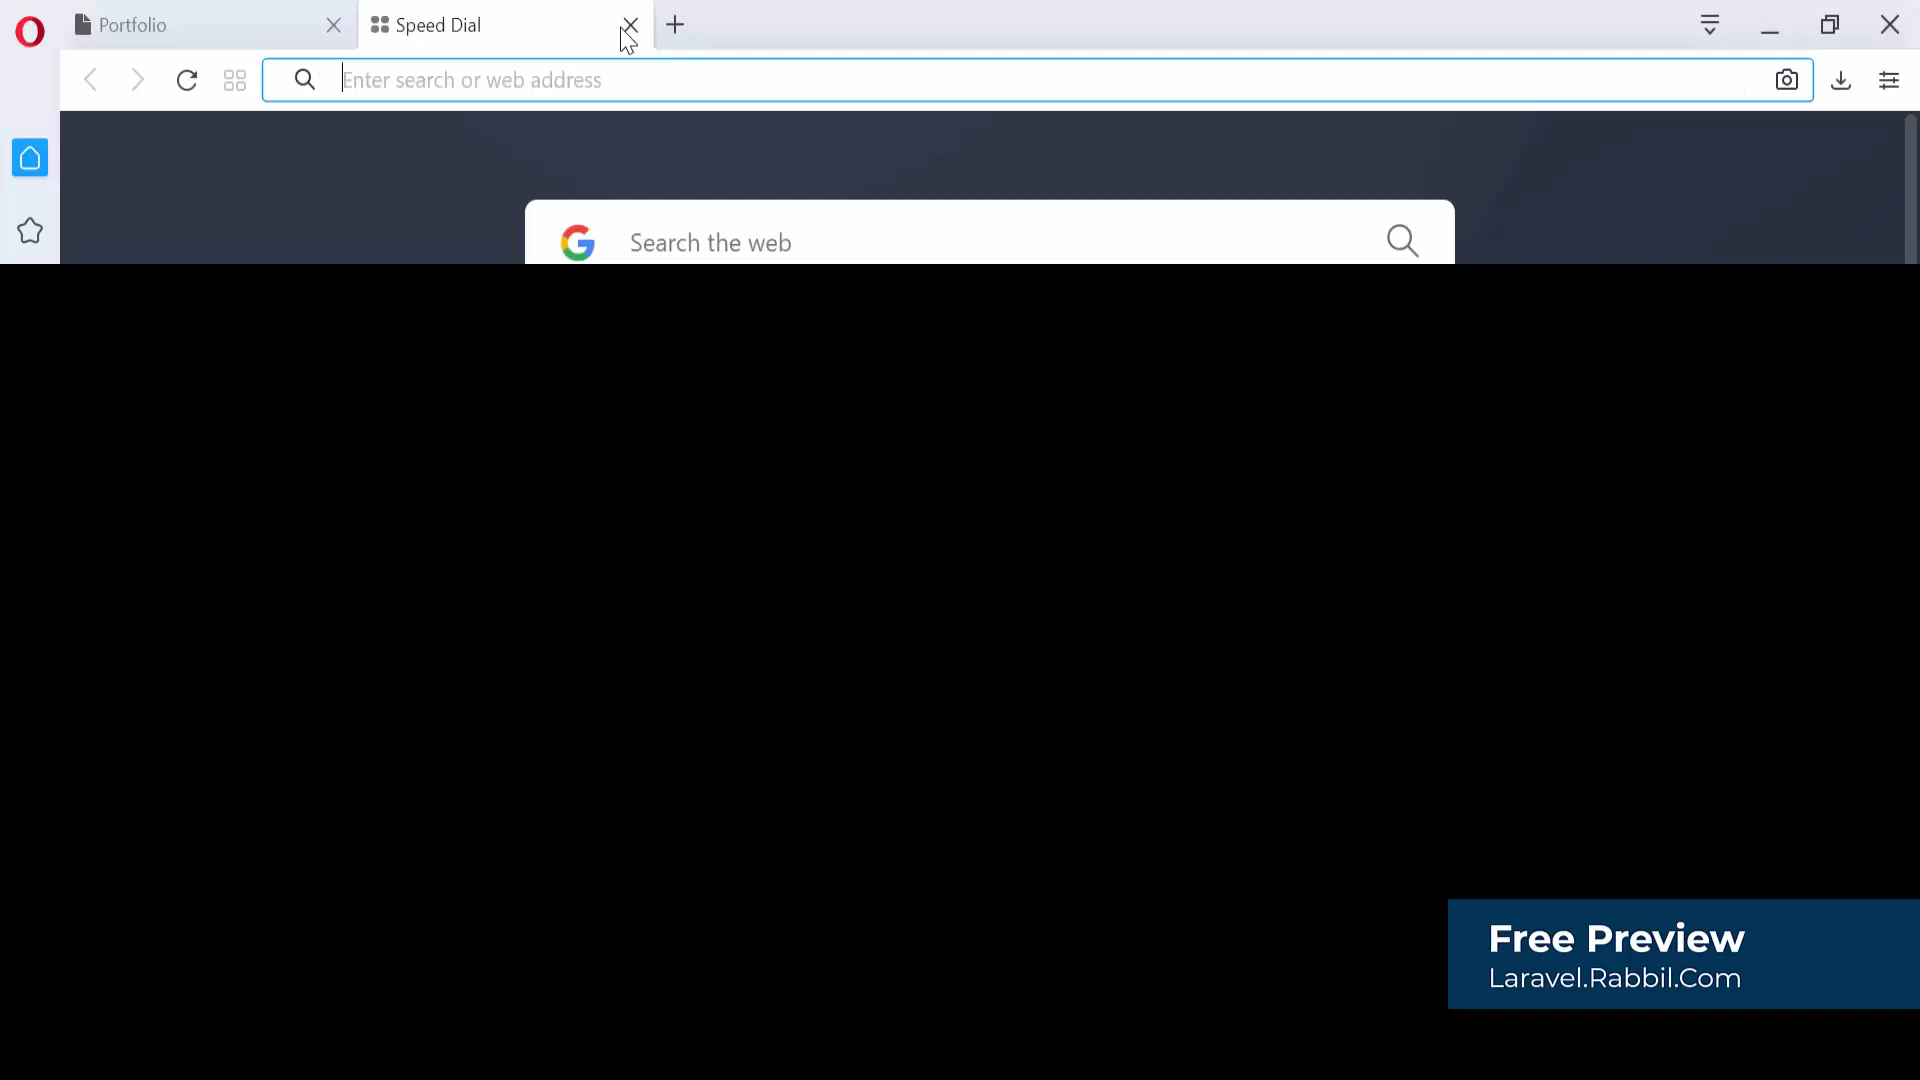 Portfolio
Speed Dial
Enter search or web address
Search the web
Free Preview
Laravel.Rabbil.Com